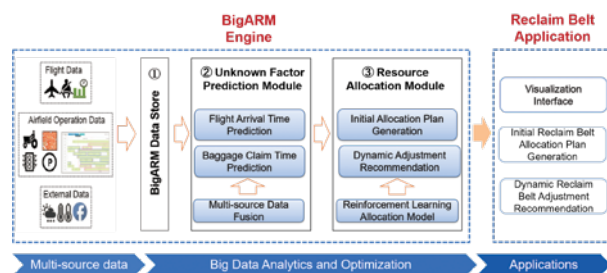 BigARM
Engine
Reclaim Belt
Application
Flight Data
Airfield Operation Data
P
External Data
①
BigARM Data Store
② Unknown Factor
Prediction Module
Flight Arrival Time
Prediction
Baggage Claim Time
Prediction
Multi-source Data
Fusion
③ Resource
Allocation Module
Initial Allocation Plan
Generation
Dynamic Adjustment
Recommendation
Reinforcement Learning
Allocation Model
Visualization
Interface
Initial Reclaim Belt
Allocation Plan
Generation
Dynamic Reclaim
Belt Adjustment
Recommendation
Multi-source data
Big Data Analytics and Optimization
Applications